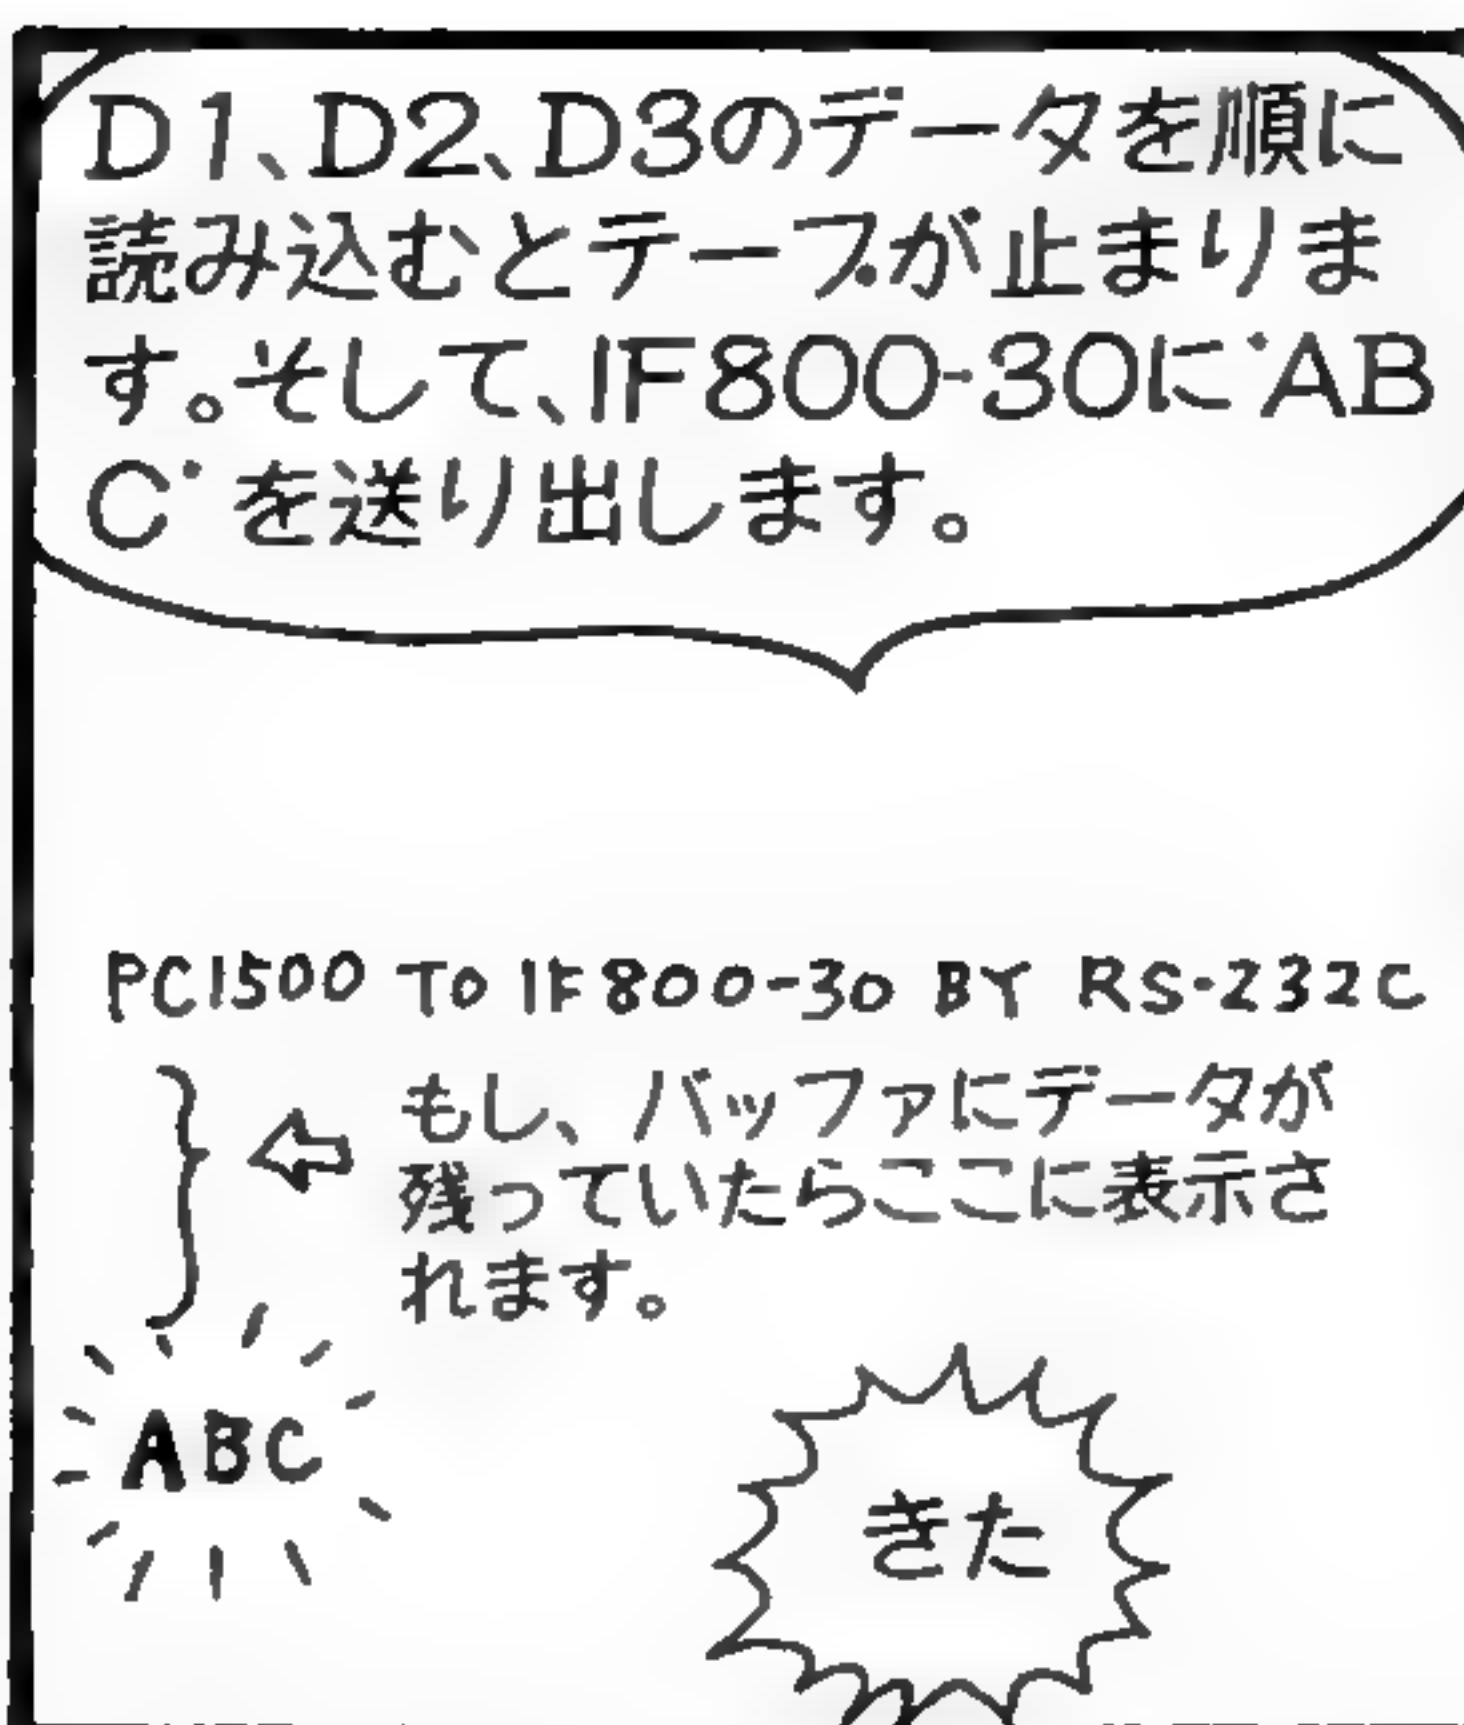 D1、D2、D3のデータを順に
読み込むとテープが止まりま
す。そして、IF800-30に"AB
C"を送り出します。
PC1500 TO IF800-30 BY RS-232C
もし、バッファにデータが
残っていたらここに表示さ
れます。
ABC
きた